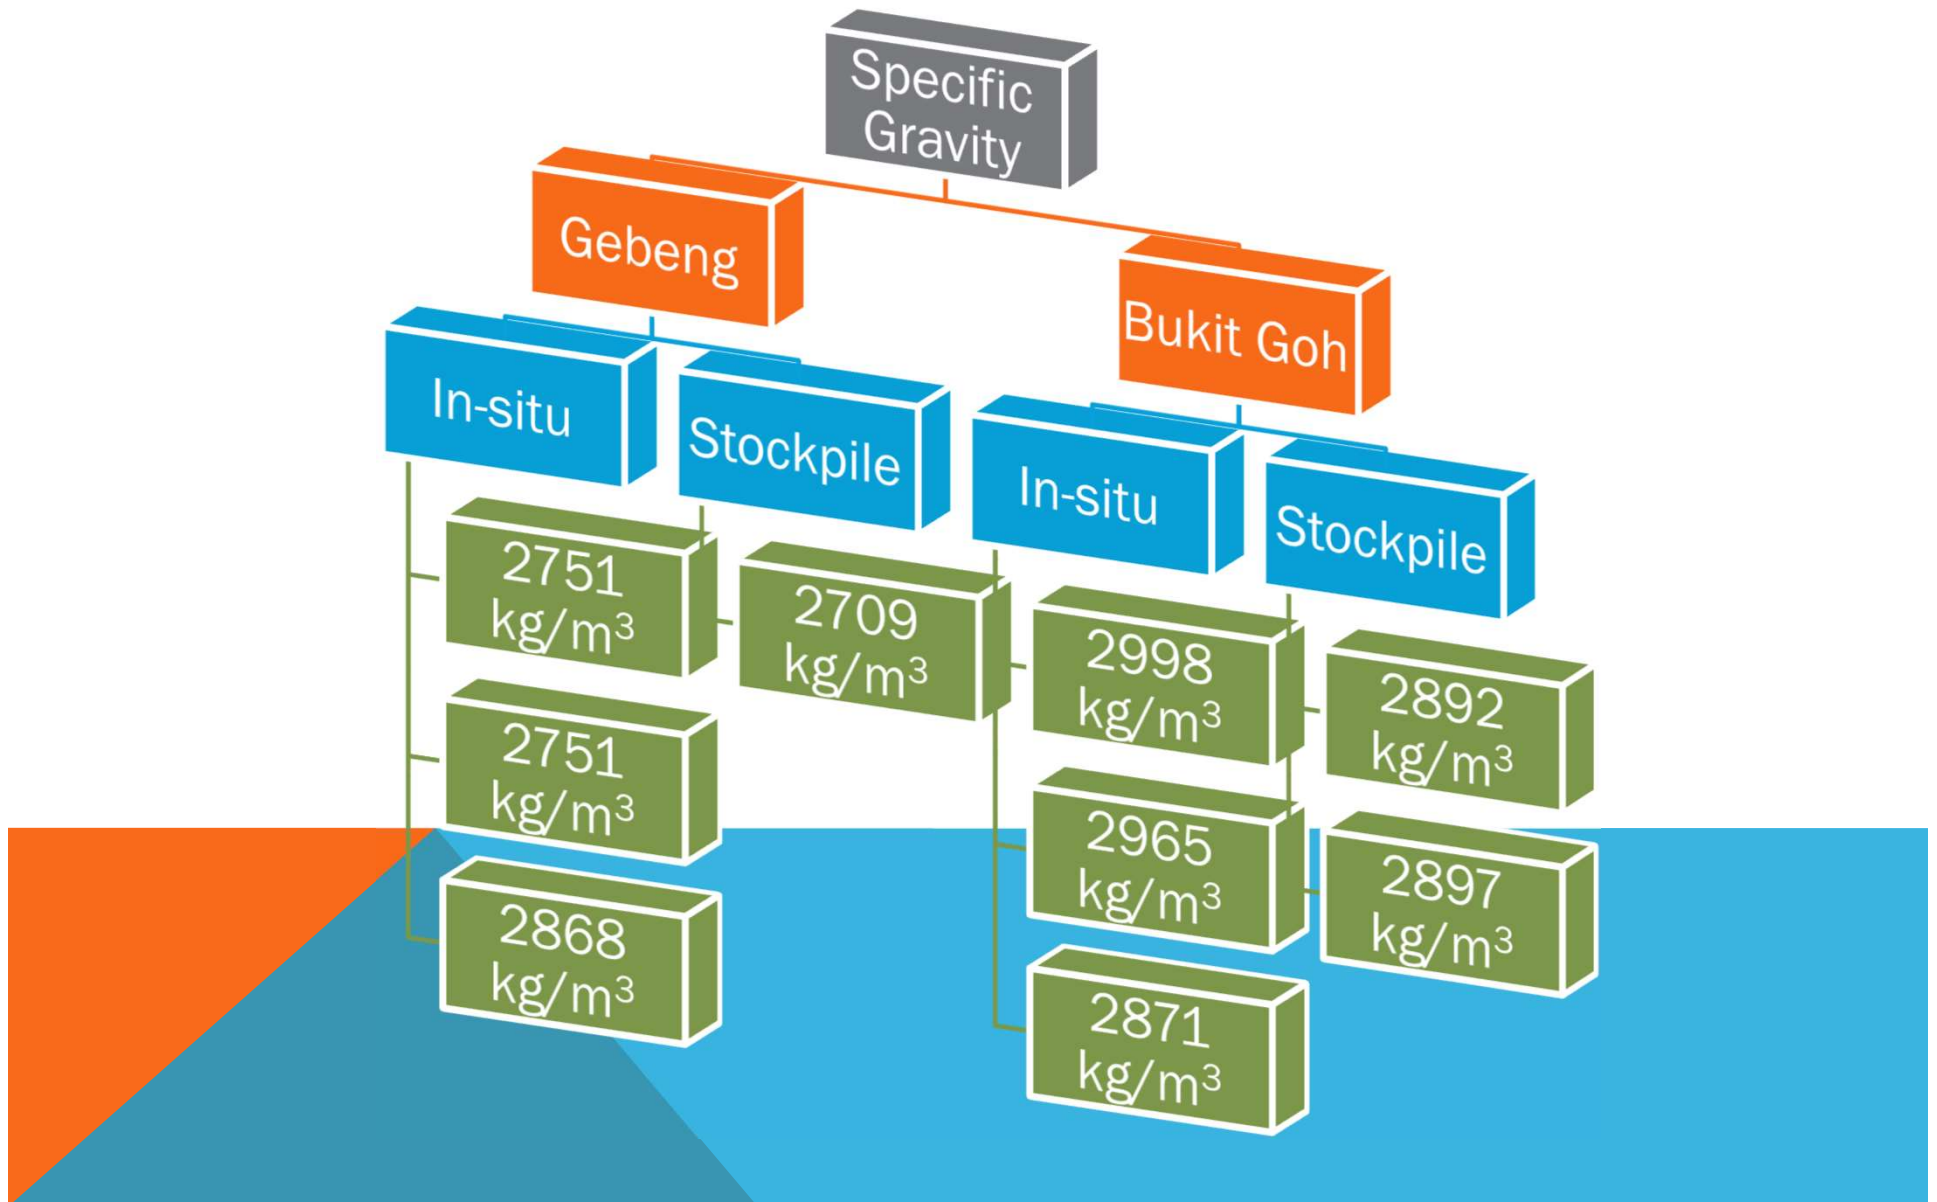 Specific
Gravity
Gebeng
Bukit Goh
In-situ
Stockpile
In-situ
Stockpile
2751
kg/m³
2709
kg/m³
2998
kg/m³
2892
kg/m³
2751
kg/m³
2965
kg/m³
2897
kg/m³
2868
kg/m³
2871
kg/m³